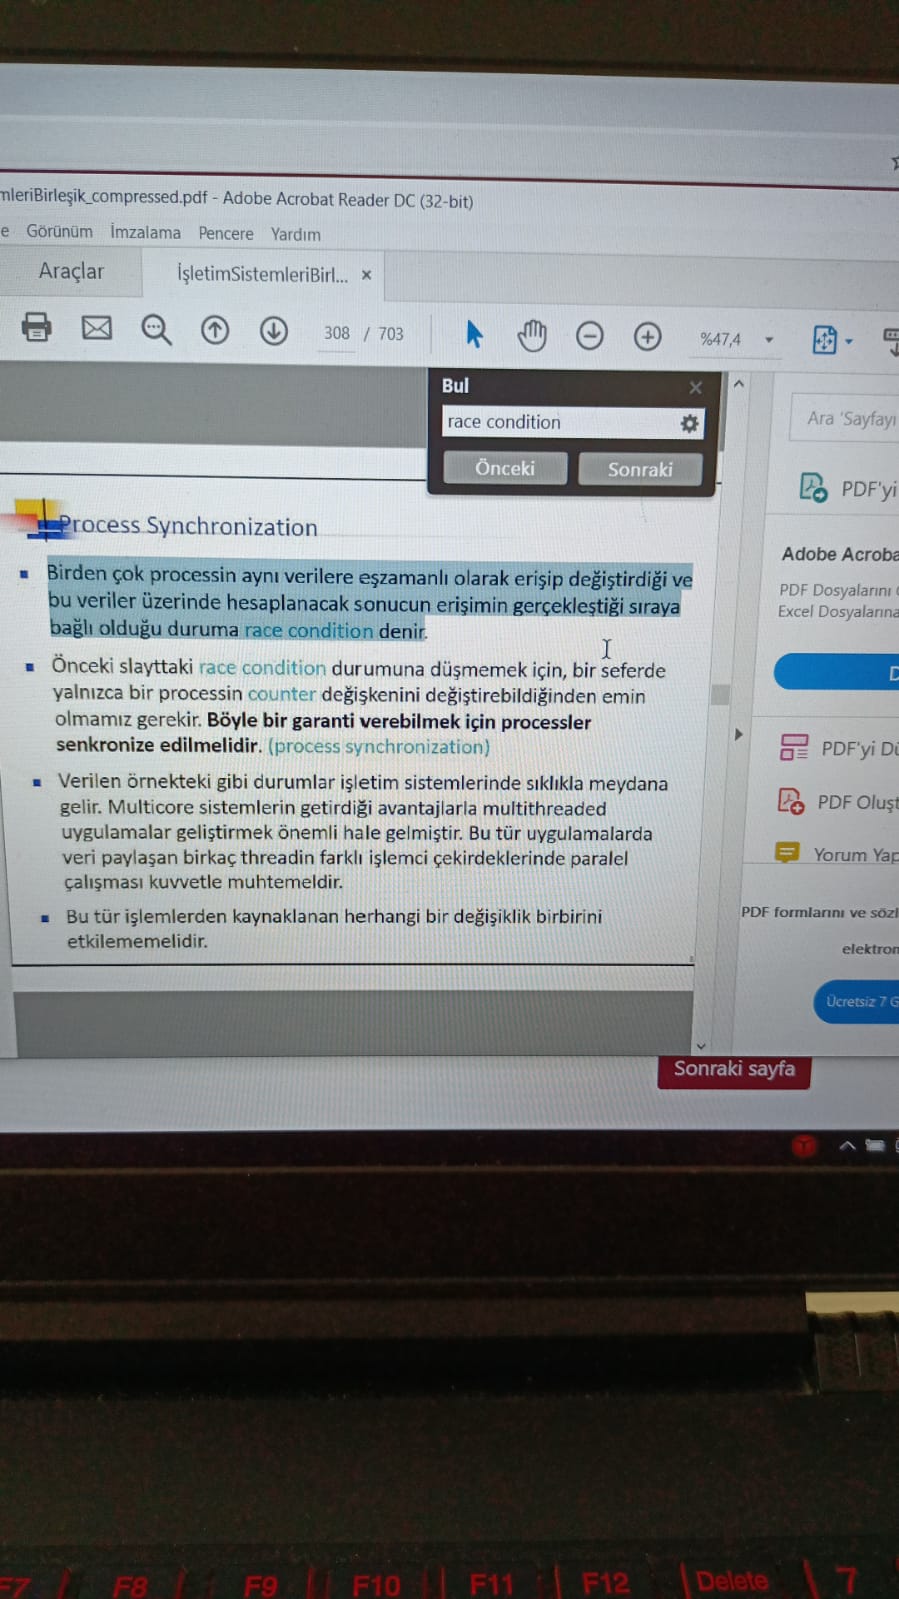 mleriBirleşik_compressed.pdf - Adobe Acrobat Reader DC (32-bit)
e Görünüm İmzalama Pencere Yardım
Araçlar İşletimSistemleriBirl... ×
308 / 703 %47,4
Bul
race condition
Önceki Sonraki
Ara 'Sayfayı
PDF'yi
Adobe Acroba
PDF Dosyalarını
Excel Dosyalarına
PDF'yi Dü
PDF Oluşt
Yorum Yap
PDF formlarını ve sözl
elektron
Ücretsiz 7 G
Process Synchronization
Birden çok processin aynı verilere eşzamanlı olarak erişip değiştirdiği ve
bu veriler üzerinde hesaplanacak sonucun erişimin gerçekleştiği sıraya
bağlı olduğu duruma race condition denir.
Önceki slayttaki race condition durumuna düşmemek için, bir seferde
yalnızca bir processin counter değişkenini değiştirebildiğinden emin
olmamız gerekir. Böyle bir garanti verebilmek için processler
senkronize edilmelidir. (process synchronization)
Verilen örnekteki gibi durumlar işletim sistemlerinde sıklıkla meydana
gelir. Multicore sistemlerin getirdiği avantajlarla multithreaded
uygulamalar geliştirmek önemli hale gelmiştir. Bu tür uygulamalarda
veri paylaşan birkaç threadin farklı işlemci çekirdeklerinde paralel
çalışması kuvvetle muhtemeldir.
Bu tür işlemlerden kaynaklanan herhangi bir değişiklik birbirini
etkilememelidir.
Sonraki sayfa
F7 F8 F9 F10 F11 F12 Delete 7